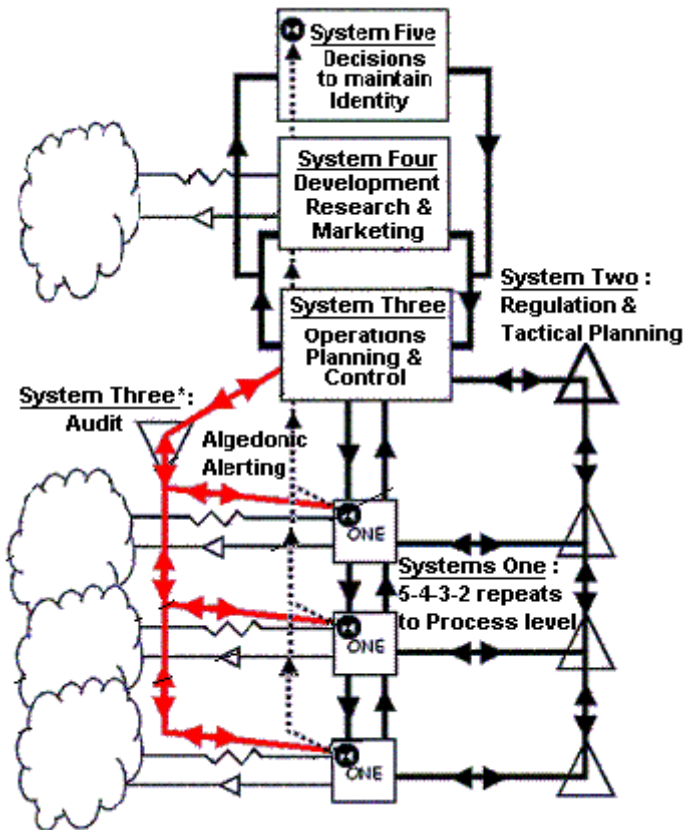 System Five
Decisions
to maintain
Identity
System Four
Development
Research &
Marketing
System Two :
Regulation &
Tactical Planning
System Three
Operations
Planning &
Control
System Three*:
Audit
Algedonic
Alerting
ONE
Systems One :
5-4-3-2 repeats
to Process level
ONE
ONE